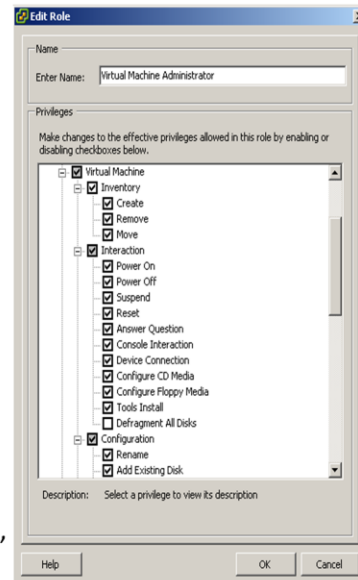 Edit Role
Name
Enter Name: Virtual Machine Administrator
Privileges
Make changes to the effective privileges allowed in this role by enabling or
disabling checkboxes below.
Virtual Machine
Inventory
Create
Remove
Move
Interaction
Power On
Power Off
Suspend
Reset
Answer Question
Console Interaction
Device Connection
Configure CD Media
Configure Floppy Media
Tools Install
Defragment All Disks
Configuration
Rename
Add Existing Disk
Description: Select a privilege to view its description
,
Help OK Cancel